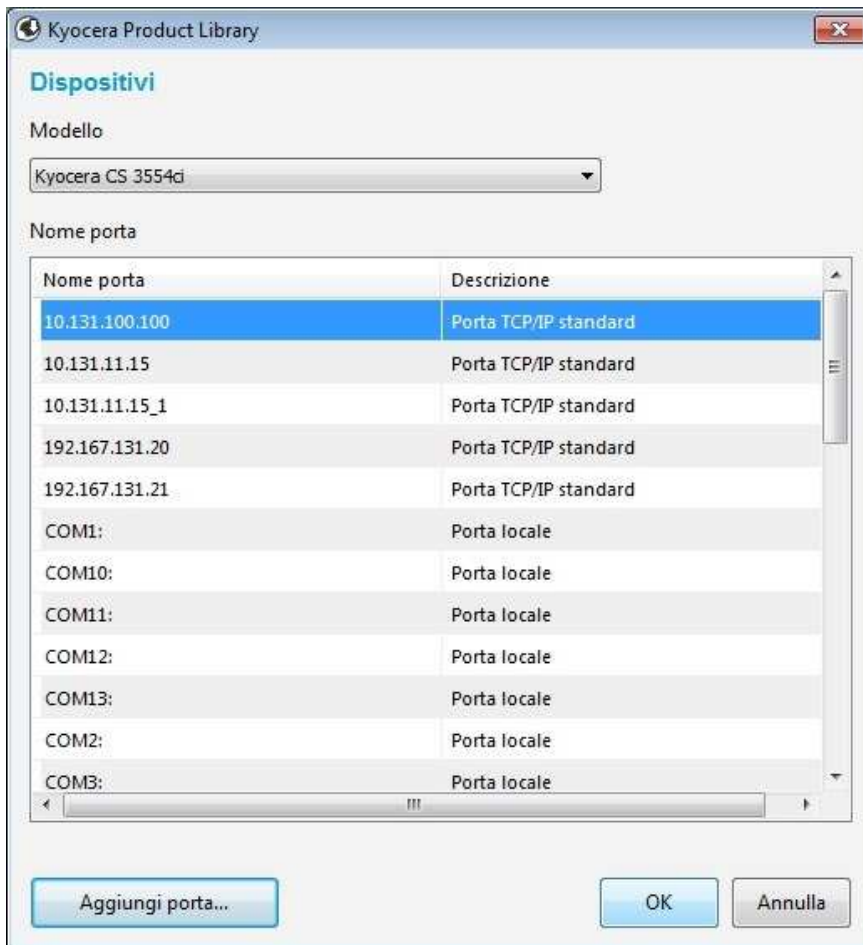 Kyocera Product Library
Dispositivi
Modello
Kyocera CS 3554ci
Nome porta
Nome porta Descrizione
10.131.100.100 Porta TCP/IP standard
10.131.11.15 Porta TCP/IP standard
10.131.11.15_1 Porta TCP/IP standard
192.167.131.20 Porta TCP/IP standard
192.167.131.21 Porta TCP/IP standard
COM1: Porta locale
COM10: Porta locale
COM11: Porta locale
COM12: Porta locale
COM13: Porta locale
COM2: Porta locale
COM3: Porta locale
Aggiungi porta... OK Annulla